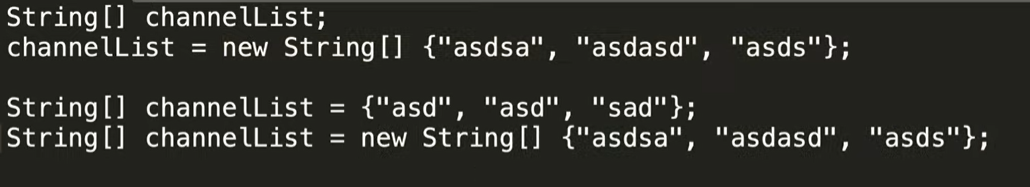 String[] channelList;
channelList = new String[] {"asdsa", "asdasd", "asds"};
String[] channelList = {"asd", "asd", "sad"};
String[] channelList = new String[] {"asdsa", "asdasd", "asds"};